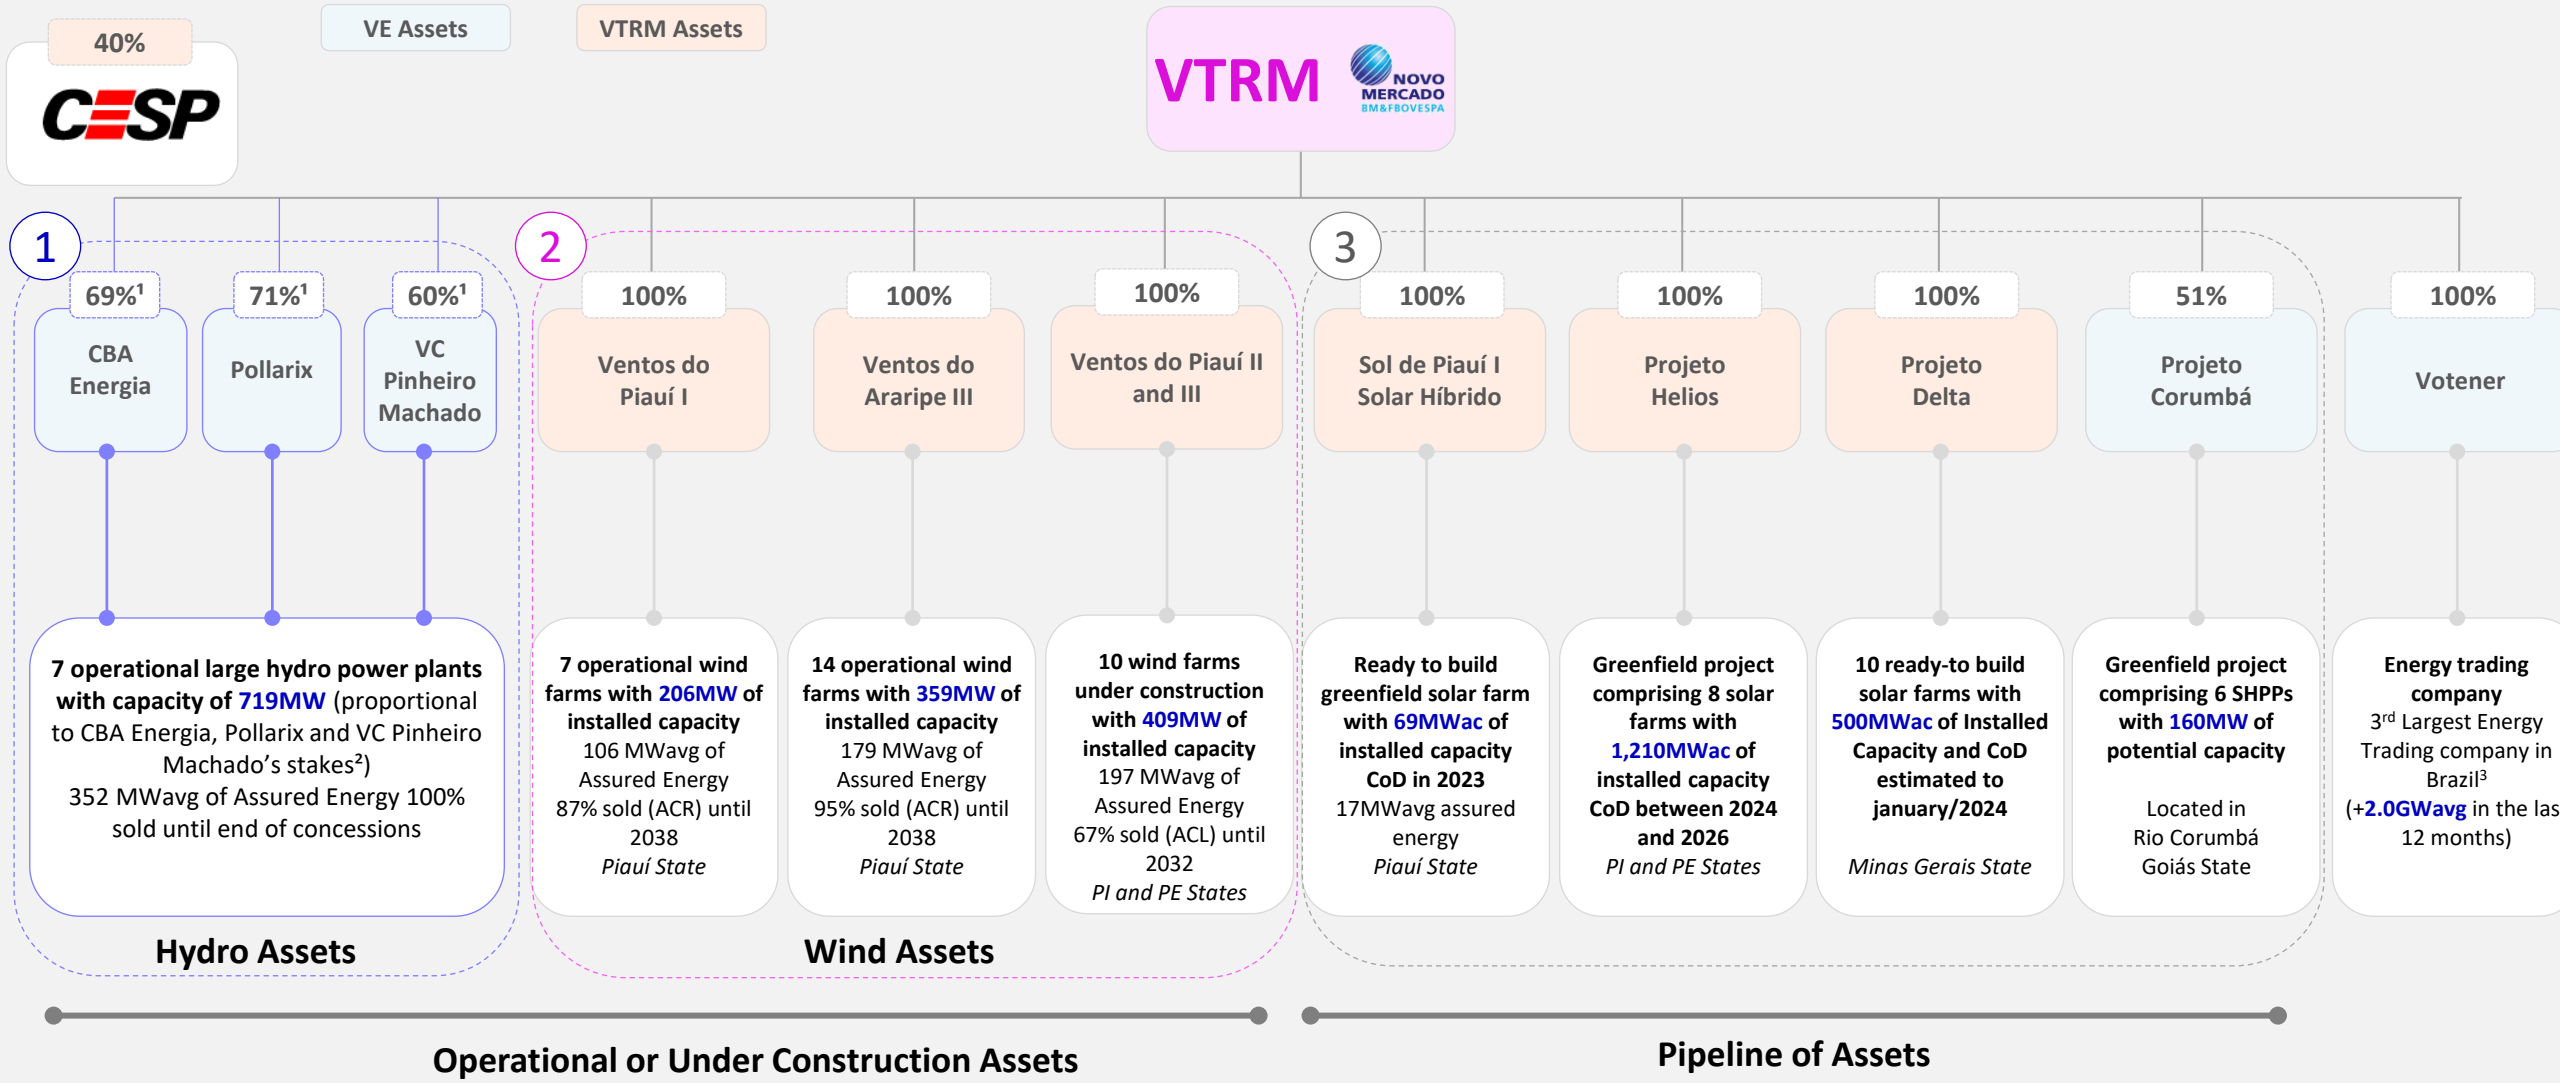 40%
CESP
VE Assets
VTRM Assets
VTRM
NOVO
MERCADO
BM&FBOVESPA
1
69%¹
CBA
Energia
71%¹
Pollarix
60%¹
VC
Pinheiro
Machado
7 operational large hydro power plants
with capacity of 719MW (proportional
to CBA Energia, Pollarix and VC Pinheiro
Machado’s stakes²)
352 MWavg of Assured Energy 100%
sold until end of concessions
Hydro Assets
2
100%
Ventos do
Piauí I
7 operational wind
farms with 206MW of
installed capacity
106 MWavg of
Assured Energy
87% sold (ACR) until
2038
Piauí State
100%
Ventos do
Araripe III
14 operational wind
farms with 359MW of
installed capacity
179 MWavg of
Assured Energy
95% sold (ACR) until
2038
Piauí State
100%
Ventos do Piauí II
and III
10 wind farms
under construction
with 409MW of
installed capacity
197 MWavg of
Assured Energy
67% sold (ACL) until
2032
PI and PE States
Wind Assets
3
100%
Sol de Piauí I
Solar Híbrido
Ready to build
greenfield solar farm
with 69MWac of
installed capacity
CoD in 2023
17MWavg assured
energy
Piauí State
100%
Projeto
Helios
Greenfield project
comprising 8 solar
farms with
1,210MWac of
installed capacity
CoD between 2024
and 2026
PI and PE States
100%
Projeto
Delta
10 ready-to build
solar farms with
500MWac of Installed
Capacity and CoD
estimated to
january/2024
Minas Gerais State
51%
Projeto
Corumbá
Greenfield project
comprising 6 SHPPs
with 160MW of
potential capacity
Located in
Rio Corumbá
Goiás State
100%
Votener
Energy trading
company
3rd Largest Energy
Trading company in
Brazil³
(+2.0GWavg in the las
12 months)
Operational or Under Construction Assets
Pipeline of Assets